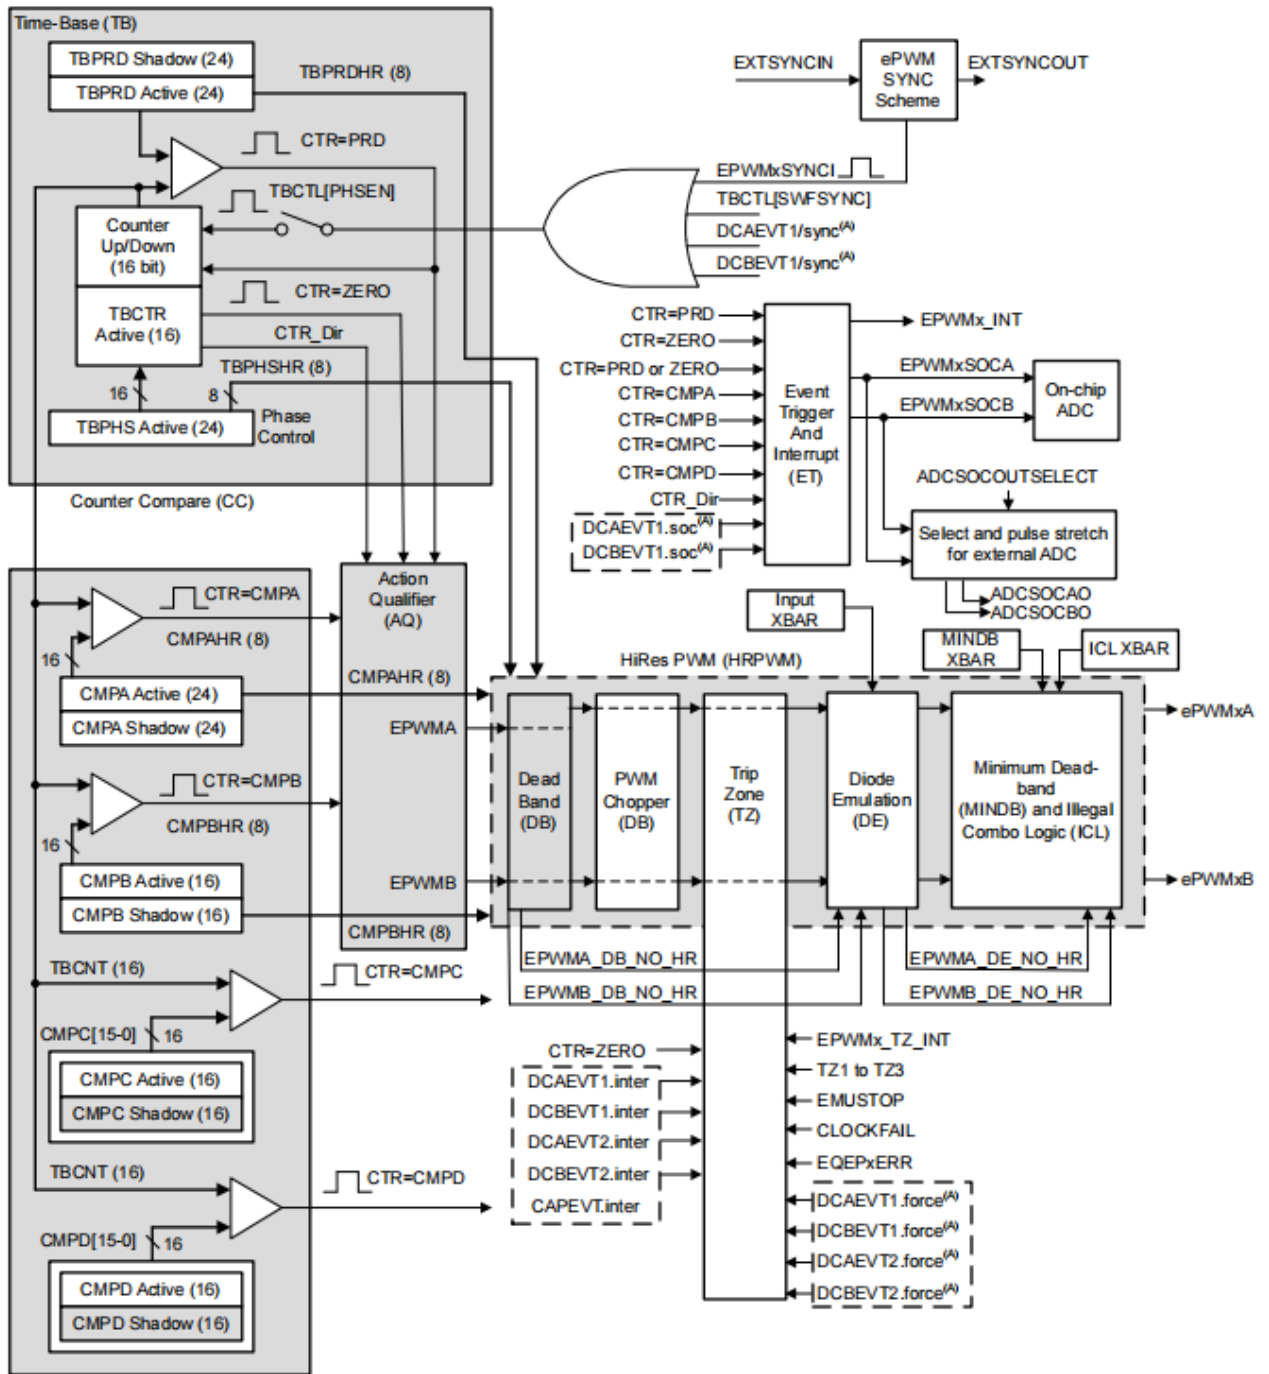 Time-Base (TB)
TBPRD Shadow (24)
TBPRD Active (24)
TBPRDHR (8)
CTR=PRD
TBCTL[PHSEN]
Counter
Up/Down
(16 bit)
CTR=ZERO
TBCTR
Active (16)
CTR_Dir
TBPHSHR (8)
16
8
TBPHS Active (24)
Phase
Control
EXTSYNCIN
ePWM
SYNC
Scheme
EXTSYNCOUT
EPWMxSYNCI
TBCTL[SWFSYNC]
DCAEVT1/sync(A)
DCBEVT1/sync(A)
CTR=PRD
CTR=ZERO
CTR=PRD or ZERO
CTR=CMPA
CTR=CMPB
CTR=CMPC
CTR=CMPD
CTR_Dir
DCAEVT1.soc(A)
DCBEVT1.soc(A)
Event
Trigger
And
Interrupt
(ET)
EPWMx_INT
EPWMxSOCA
EPWMxSOCB
On-chip
ADC
ADCSOCOUTSELECT
Select and pulse stretch
for external ADC
ADCSOCAO
ADCSOCBO
Counter Compare (CC)
CTR=CMPA
CMPAHR (8)
16
CMPA Active (24)
CMPA Shadow (24)
CTR=CMPB
CMPBHR (8)
16
CMPB Active (16)
CMPB Shadow (16)
TBCNT (16)
CTR=CMPC
CMPC[15-0]
16
CMPC Active (16)
CMPC Shadow (16)
TBCNT (16)
CTR=CMPD
CMPD[15-0]
16
CMPD Active (16)
CMPD Shadow (16)
Action
Qualifier
(AQ)
CMPAHR (8)
EPWMA
EPWMB
CMPBHR (8)
HiRes PWM (HRPWM)
Input
XBAR
MINDB
XBAR
ICL XBAR
Dead
Band
(DB)
PWM
Chopper
(DB)
Trip
Zone
(TZ)
Diode
Emulation
(DE)
Minimum Dead-
band
(MINDB) and Illegal
Combo Logic (ICL)
ePWMxA
ePWMxB
EPWMA_DB_NO_HR
EPWMB_DB_NO_HR
EPWMA_DE_NO_HR
EPWMB_DE_NO_HR
CTR=ZERO
DCAEVT1.inter
DCBEVT1.inter
DCAEVT2.inter
DCBEVT2.inter
CAPEVT.inter
EPWMx_TZ_INT
TZ1 to TZ3
EMUSTOP
CLOCKFAIL
EQEPxERR
DCAEVT1.force(A)
DCBEVT1.force(A)
DCAEVT2.force(A)
DCBEVT2.force(A)